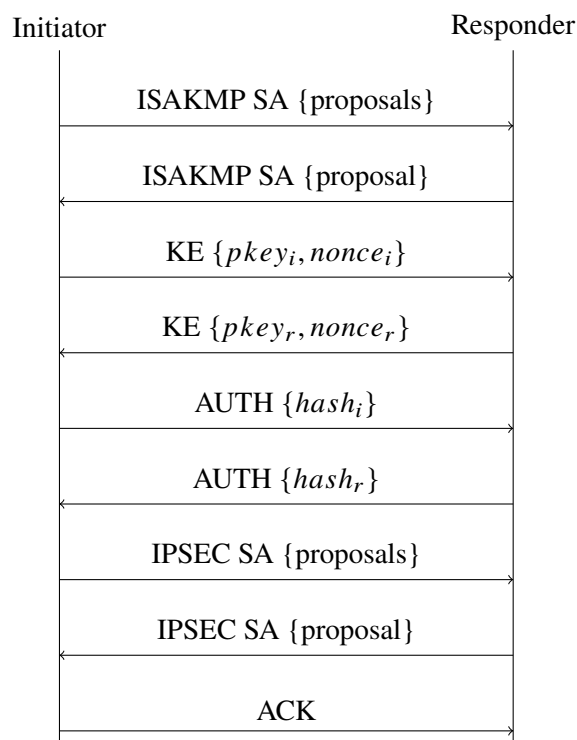 Initiator Responder
ISAKMP SA {proposals}
ISAKMP SA {proposal}
KE {pkey_i, nonce_i}
KE {pkey_r, nonce_r}
AUTH {hash_i}
AUTH {hash_r}
IPSEC SA {proposals}
IPSEC SA {proposal}
ACK